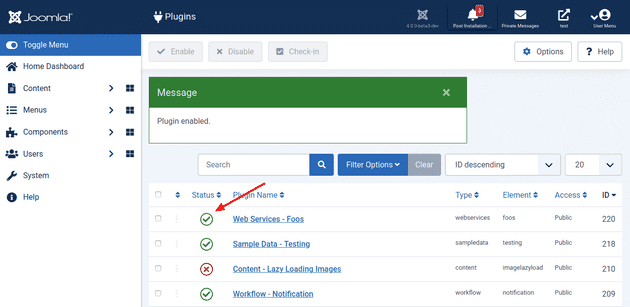 Joomla!
Plugins
3
4.0.0-beta3-dev
Post Installation ...
Private Messages
test
User Menu
Toggle Menu
Enable
Disable
Check-in
Options
Help
Home Dashboard
Content
Menus
Components
Users
System
Help
Message
Plugin enabled.
Search
Filter Options
Clear
ID descending
20
Status
Plugin Name
Type
Element
Access
ID
Web Services - Foos
webservices
foos
Public
220
Sample Data - Testing
sampledata
testing
Public
218
Content - Lazy Loading Images
content
imagelazyload
Public
210
Workflow - Notification
workflow
notification
Public
209